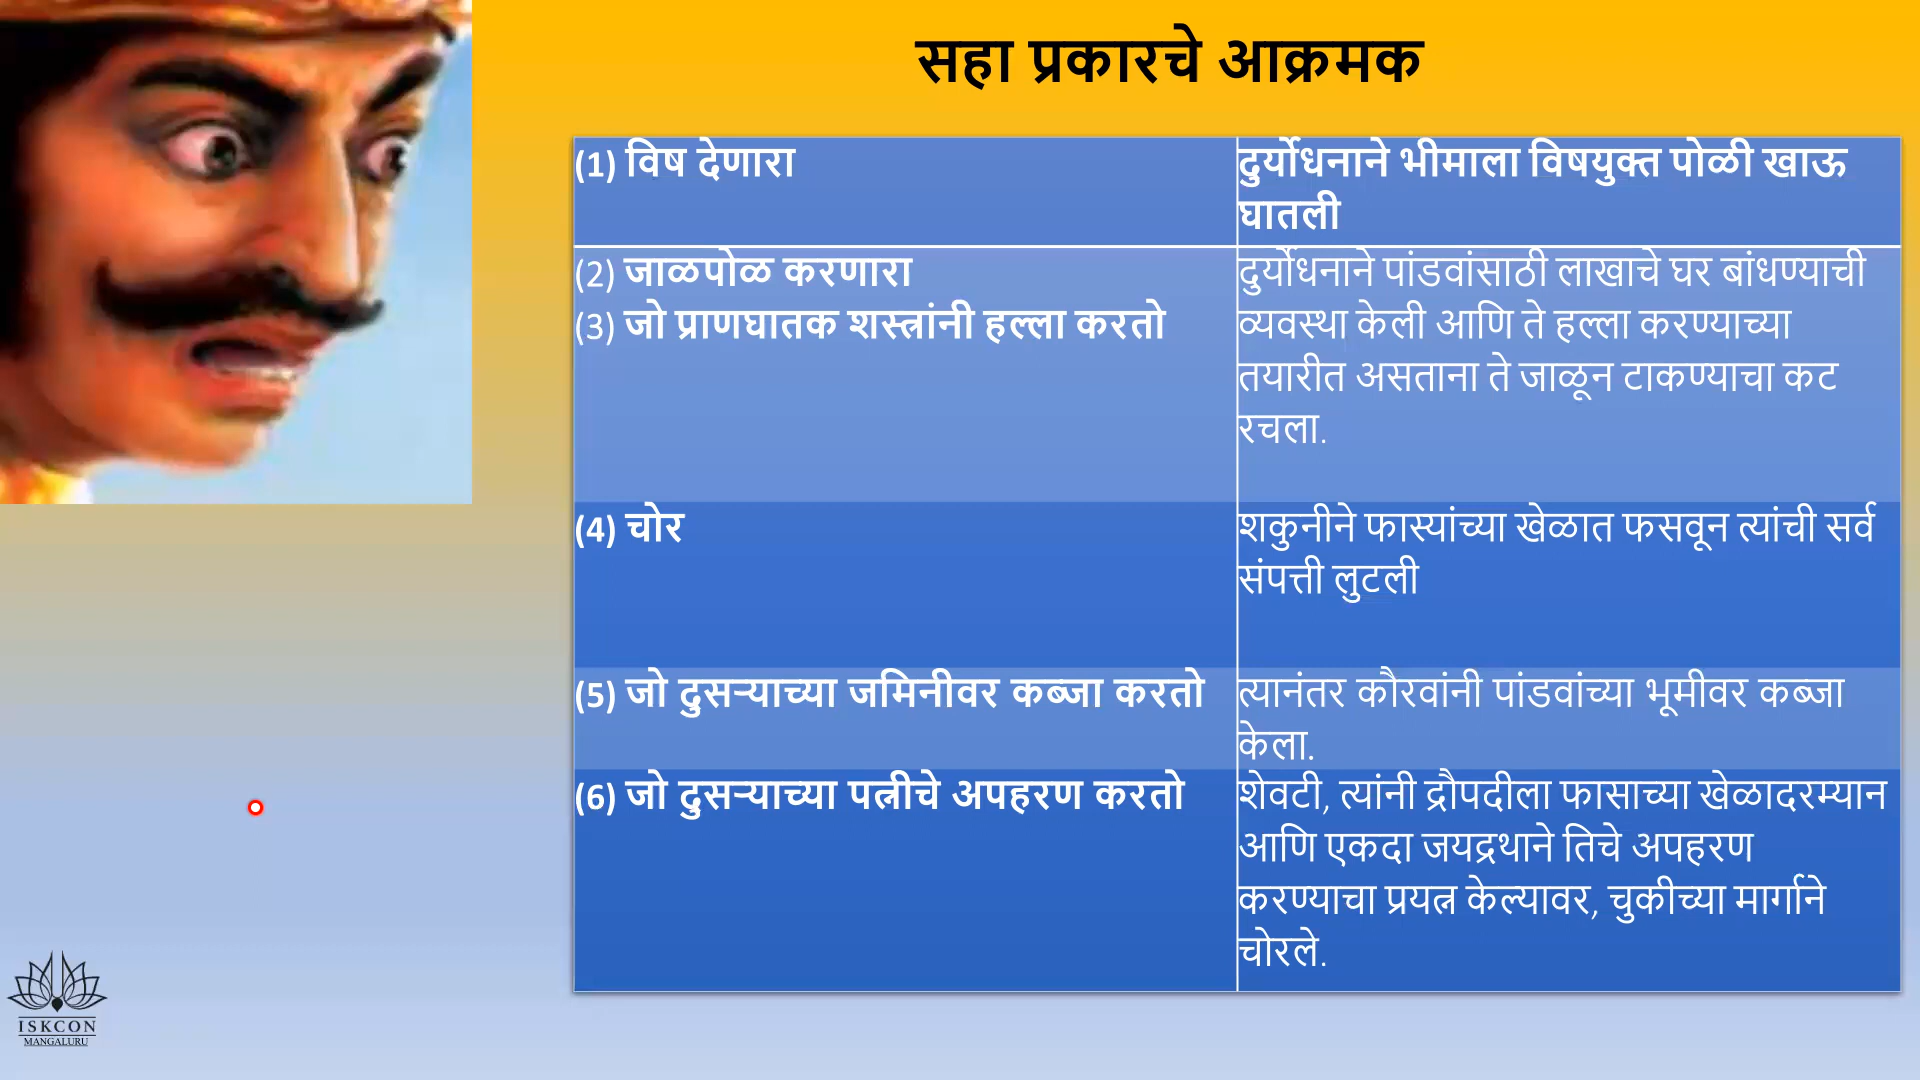 सहा प्रकारचे आक्रमक
(1) विष देणारा
दुर्योधनाने भीमाला विषयुक्त पोळी खाऊ
घातली
(2) जाळपोळ करणारा
(3) जो प्राणघातक शस्त्रांनी हल्ला करतो
दुर्योधनाने पांडवांसाठी लाखाचे घर बांधण्याची
व्यवस्था केली आणि ते हल्ला करण्याच्या
तयारीत असताना ते जाळून टाकण्याचा कट
रचला.
(4) चोर
शकुनीने फास्यांच्या खेळात फसवून त्यांची सर्व
संपत्ती लुटली
(5) जो दुसऱ्याच्या जमिनीवर कब्जा करतो
त्यानंतर कौरवांनी पांडवांच्या भूमीवर कब्जा
केला.
(6) जो दुसऱ्याच्या पत्नीचे अपहरण करतो
शेवटी, त्यांनी द्रौपदीला फासाच्या खेळादरम्यान
आणि एकदा जयद्रथाने तिचे अपहरण
करण्याचा प्रयत्न केल्यावर, चुकीच्या मार्गाने
चोरले.
ISKCON
MANGALURU